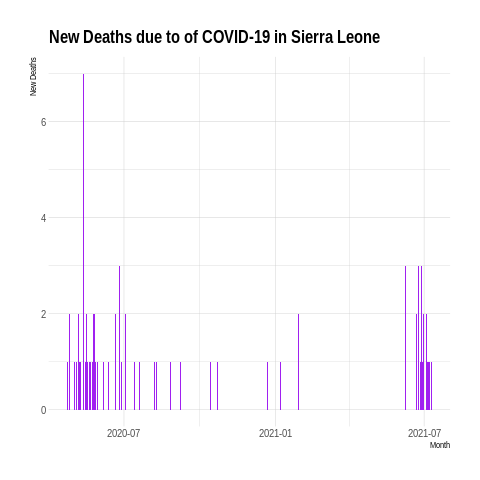 New Deaths due to of COVID-19 in Sierra Leone
New Deaths
6
4
2
0
2020-07
2021-01
2021-07
Month